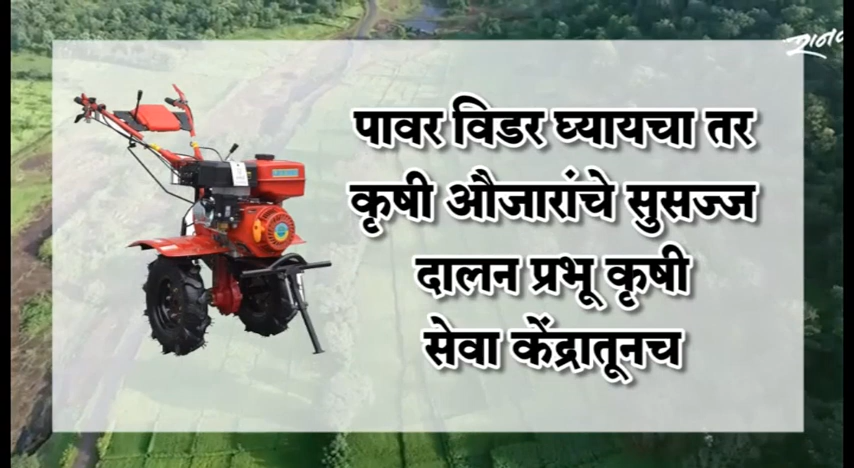 पावर विडर घ्यायचा तर
कृषी औजारांचे सुसज्ज
दालन प्रभू कृषी
सेवा केंद्रातूनच